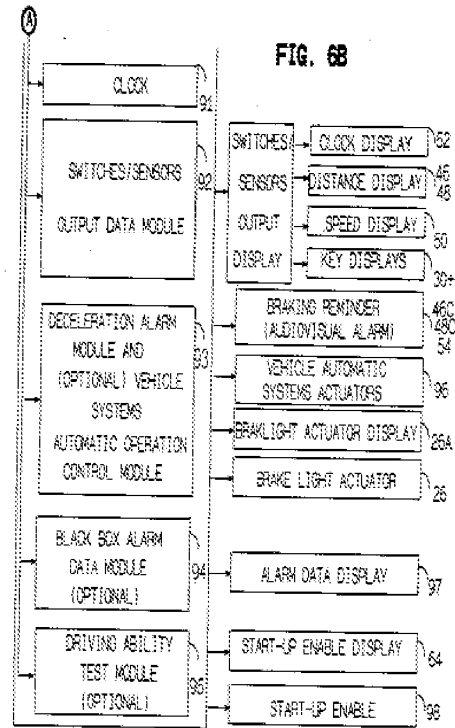 A
FIG. 6B
CLOCK
91
SWITCHES/SENSORS
OUTPUT DATA MODULE
92
SWITCHES/
SENSORS
OUTPUT
DISPLAY
CLOCK DISPLAY
52
DISTANCE DISPLAY
46
48
SPEED DISPLAY
50
KEY DISPLAYS
30+
DECELERATION ALARM
MODULE AND
(OPTIONAL) VEHICLE
SYSTEMS
AUTOMATIC OPERATION
CONTROL MODULE
93
BRAKING REMINDER
(AUDIOVISUAL ALARM)
46C
48C
54
VEHICLE AUTOMATIC
SYSTEMS ACTUATORS
96
BRAKLIGHT ACTUATOR DISPLAY
26A
BRAKE LIGHT ACTUATOR
26
BLACK BOX ALARM
DATA MODULE
(OPTIONAL)
94
ALARM DATA DISPLAY
97
DRIVING ABILITY
TEST MODULE
(OPTIONAL)
95
START-UP ENABLE DISPLAY
64
START-UP ENABLE
98